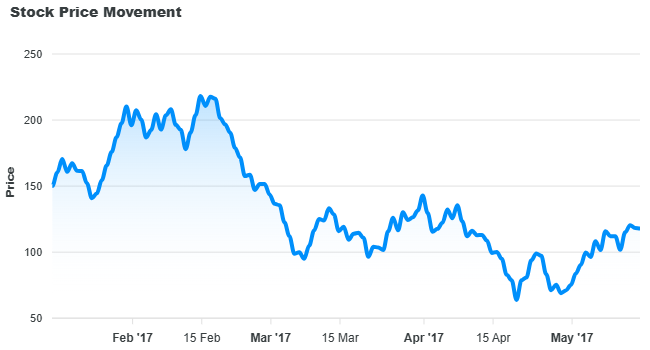 Stock Price Movement
250
200
150
100
50
Price
Feb '17
15 Feb
Mar '17
15 Mar
Apr '17
15 Apr
May '17